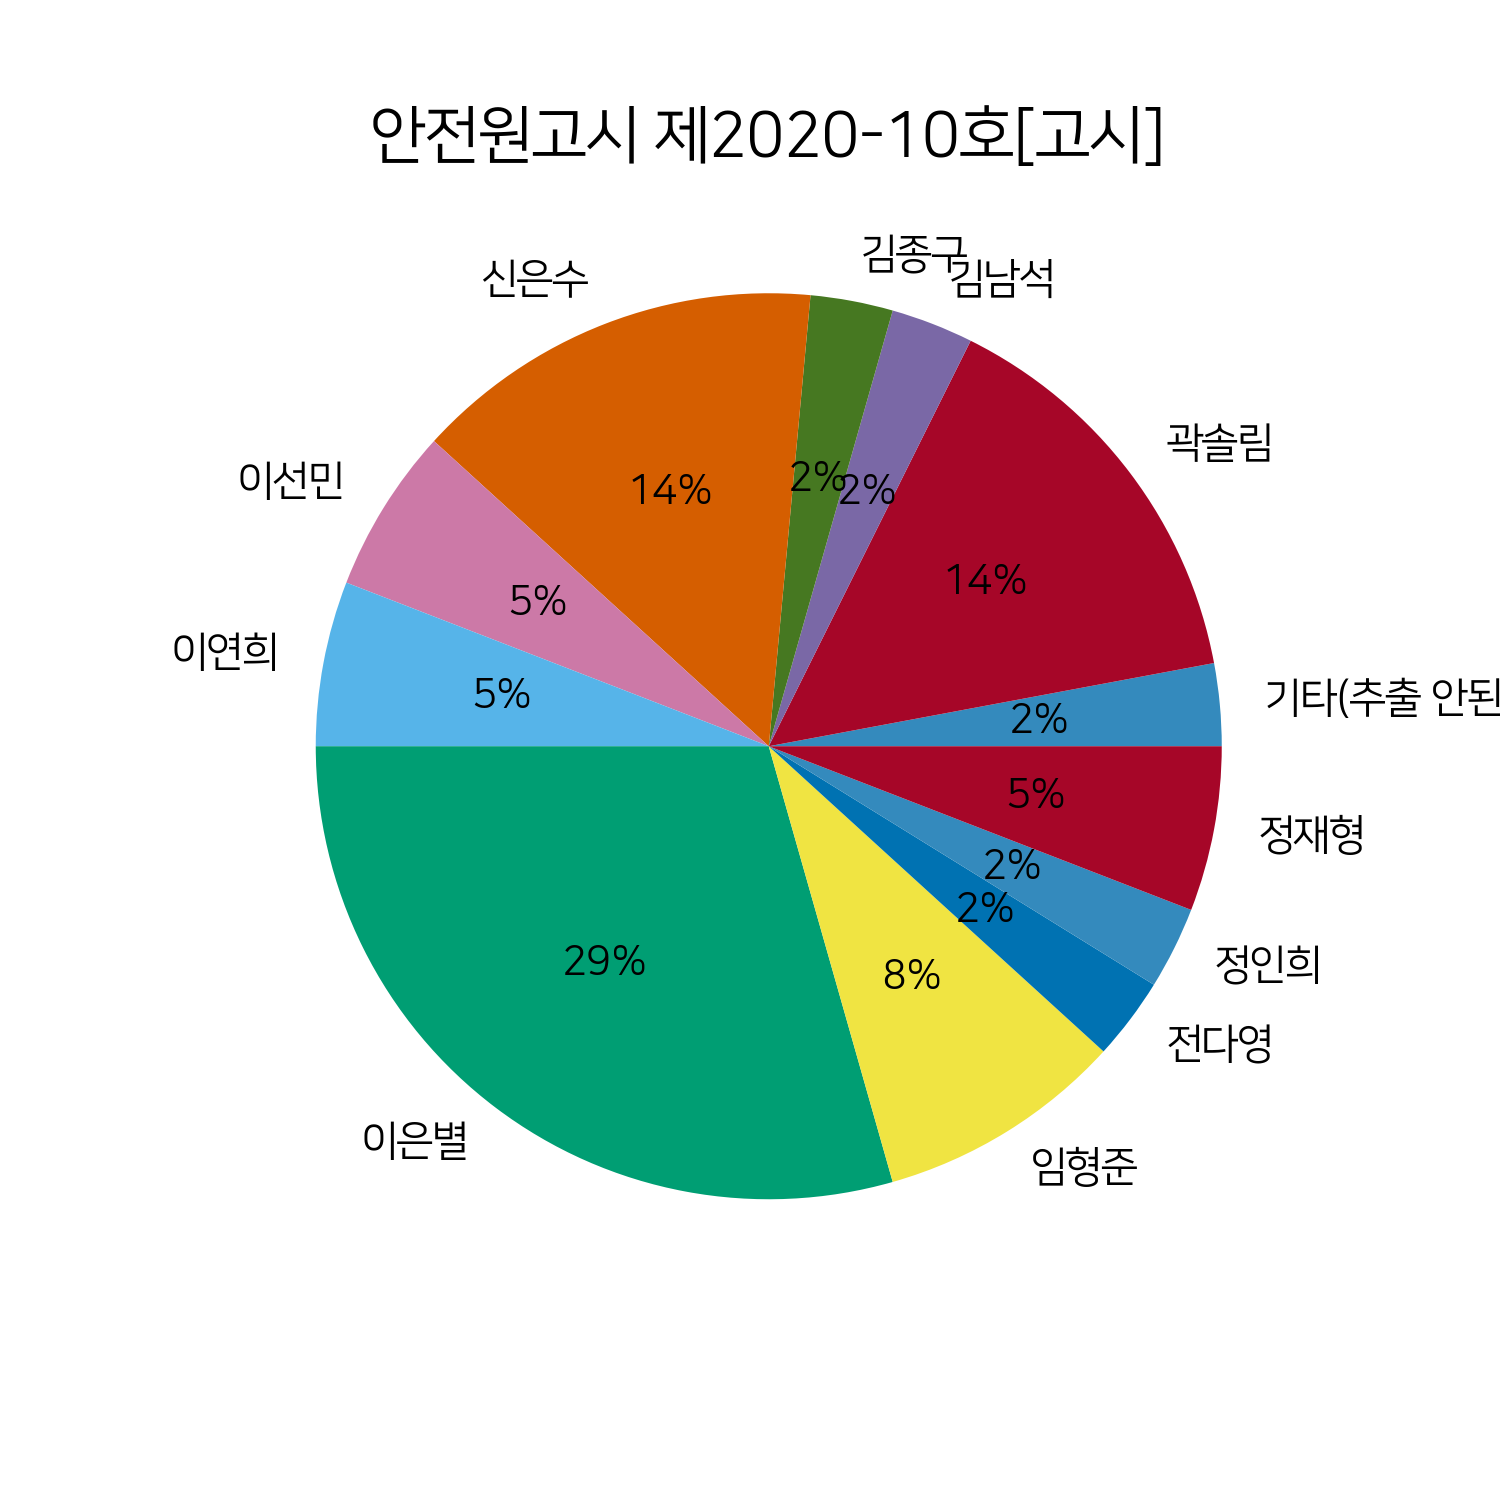 안전원고시 제2020-10호[고시]
김종구
김남석
신은수
곽솔림
이선민
14%
2%
2%
14%
5%
이연희
5%
기타(추출 안된
2%
5%
정재형
2%
2%
29%
8%
정인희
전다영
이은별
임형준